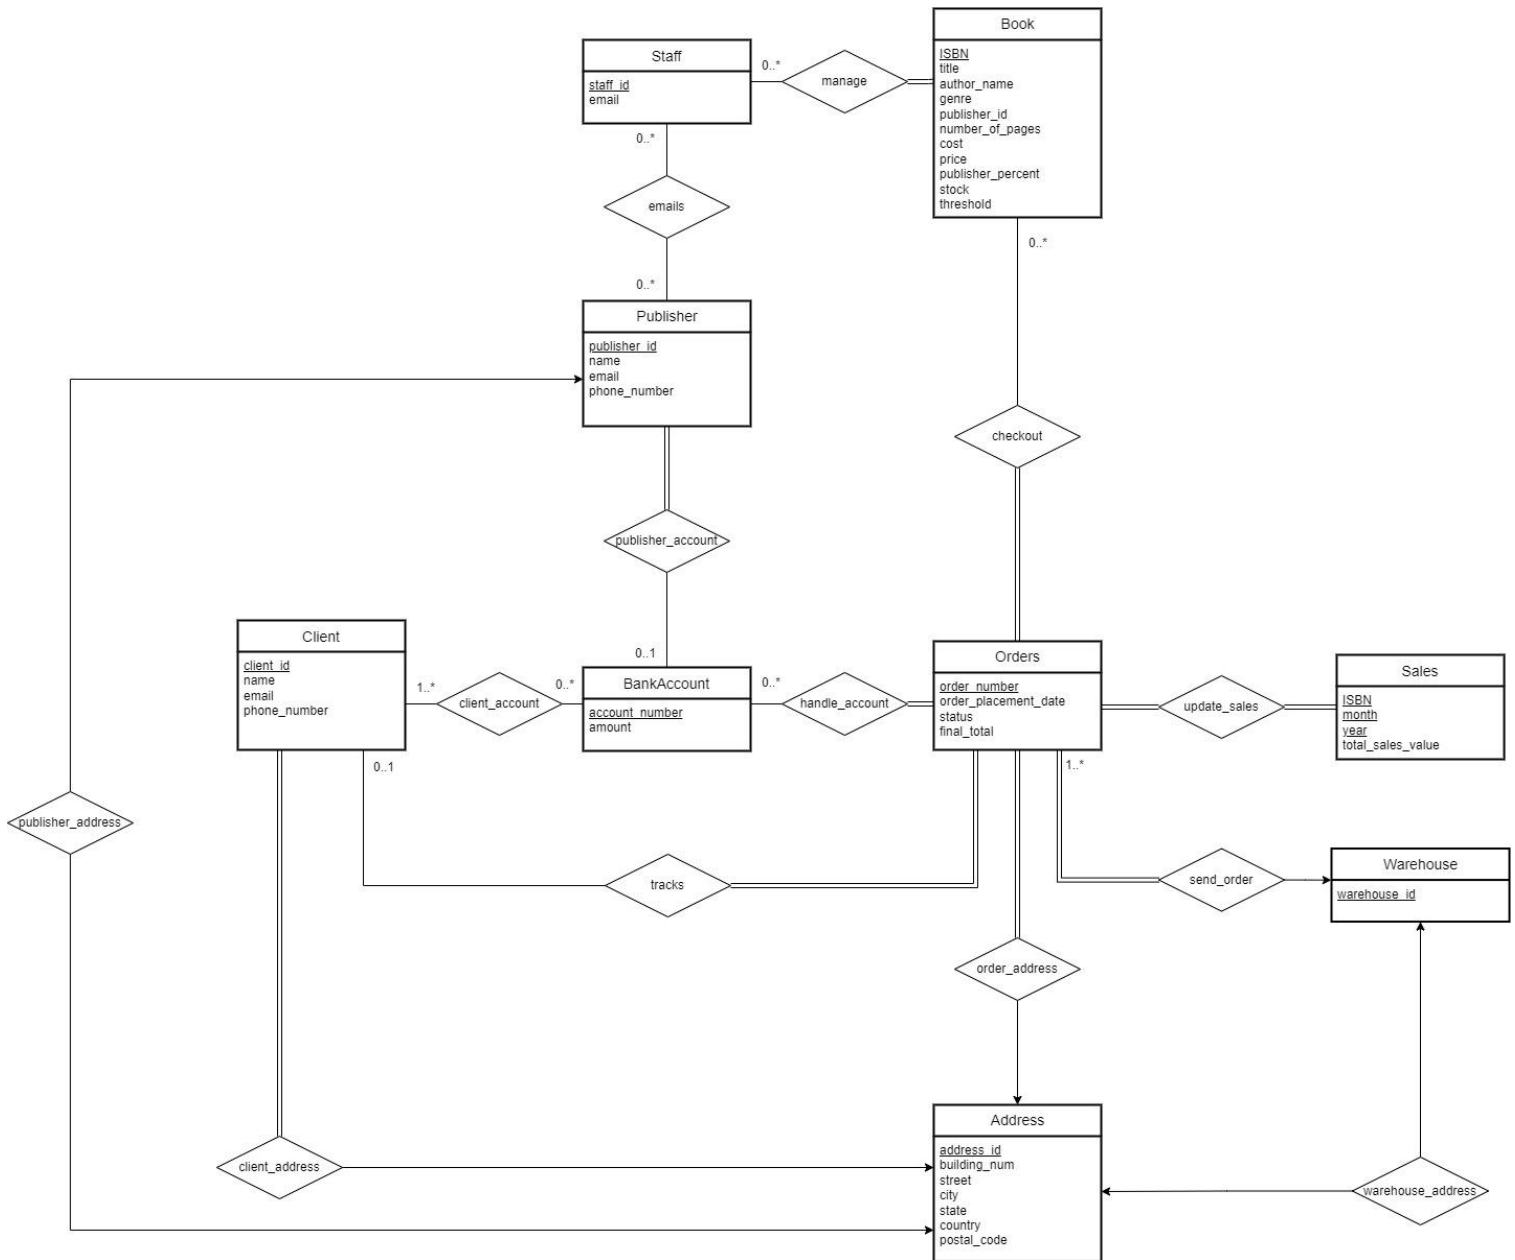 Book
ISBN
title
author_name
genre
publisher_id
number_of_pages
cost
price
publisher_percent
stock
threshold
Staff
staff_id
email
0..*
manage
0..*
emails
0..*
0..*
Publisher
publisher_id
name
email
phone_number
checkout
publisher_account
0..1
Client
client_id
name
email
phone_number
1..*
client_account
0..*
BankAccount
account_number
amount
0..*
handle_account
Orders
order_number
order_placement_date
status
final_total
update_sales
Sales
ISBN
month
year
total_sales_value
0..1
1..*
publisher_address
tracks
send_order
Warehouse
warehouse_id
order_address
Address
address_id
building_num
street
city
state
country
postal_code
client_address
warehouse_address